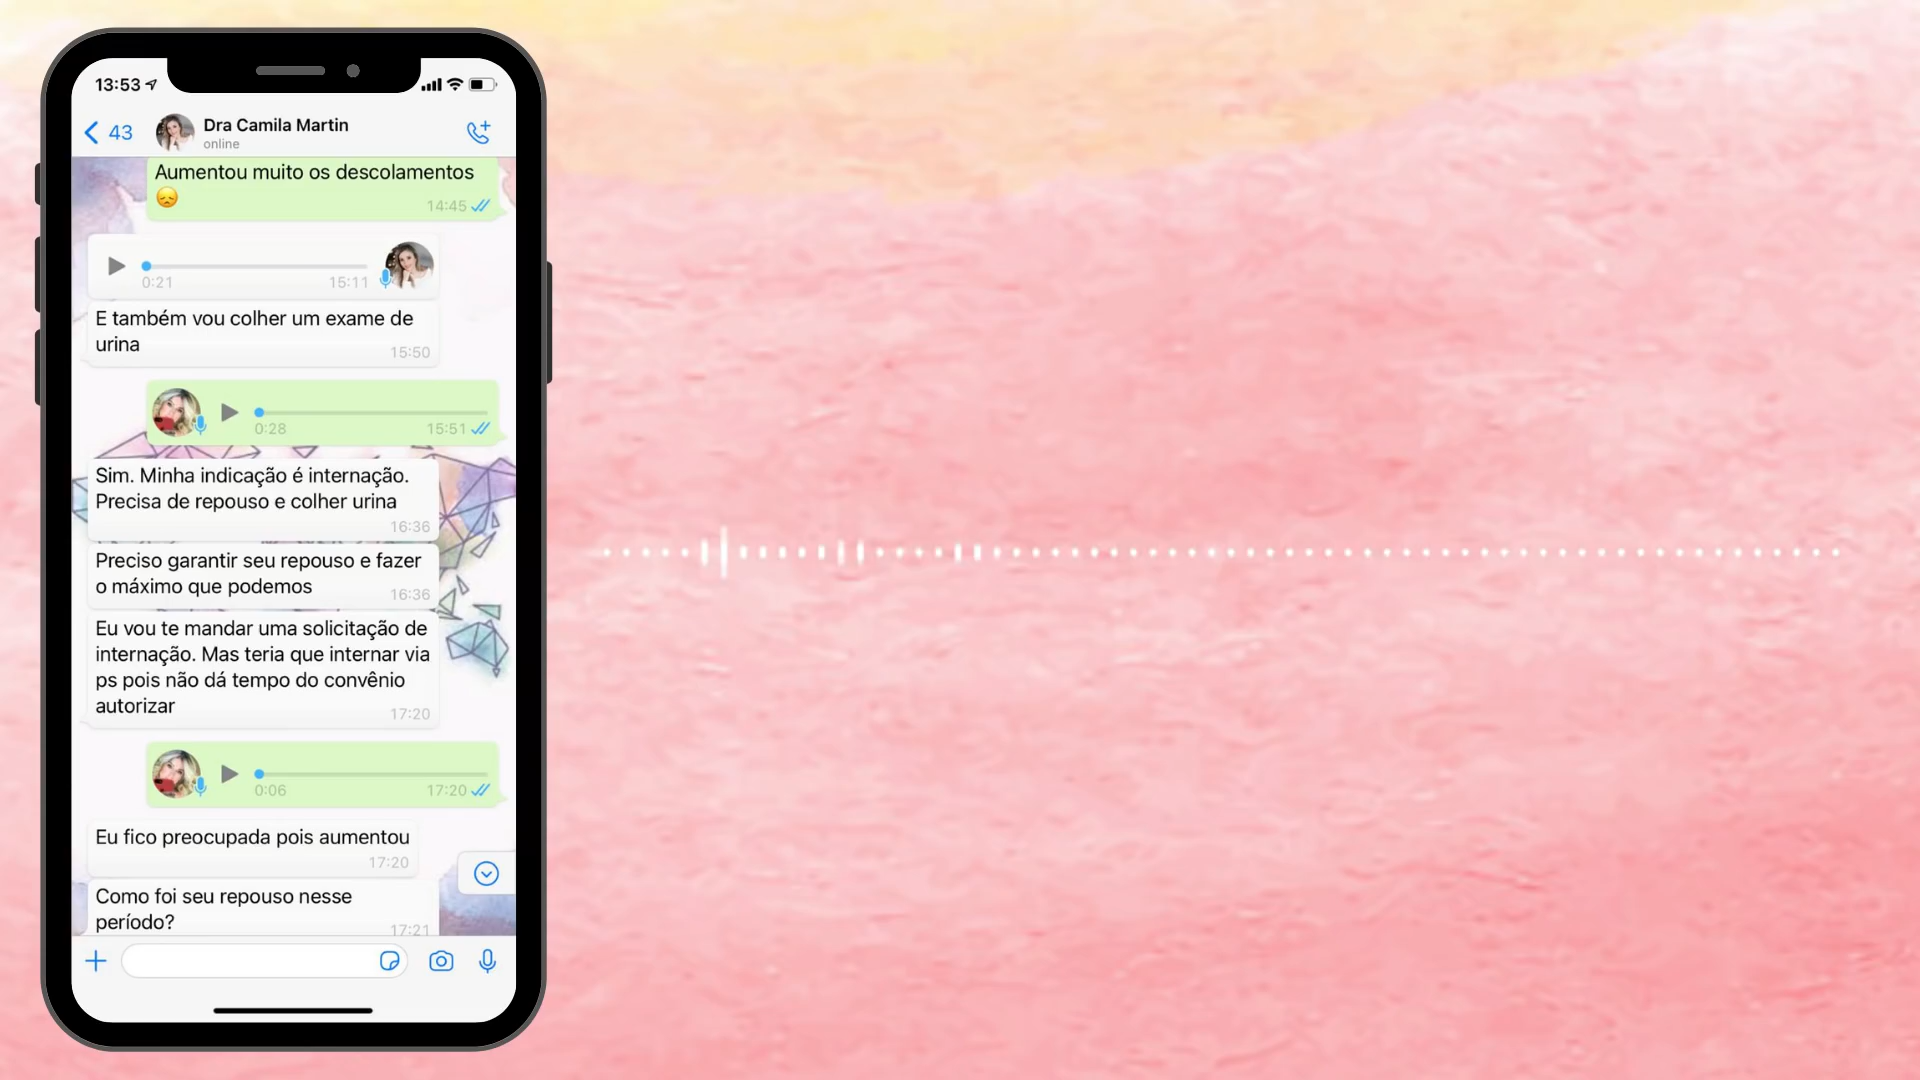 13:53
43
Dra Camila Martin
online
Aumentou muito os descolamentos
😞
14:45
0:21 15:11
E também vou colher um exame de
urina
15:50
0:28 15:51
Sim. Minha indicação é internação.
Precisa de repouso e colher urina
16:36
Preciso garantir seu repouso e fazer
o máximo que podemos
16:36
Eu vou te mandar uma solicitação de
internação. Mas teria que internar via
ps pois não dá tempo do convênio
autorizar
17:20
0:06 17:20
Eu fico preocupada pois aumentou
17:20
Como foi seu repouso nesse
período?
17:21